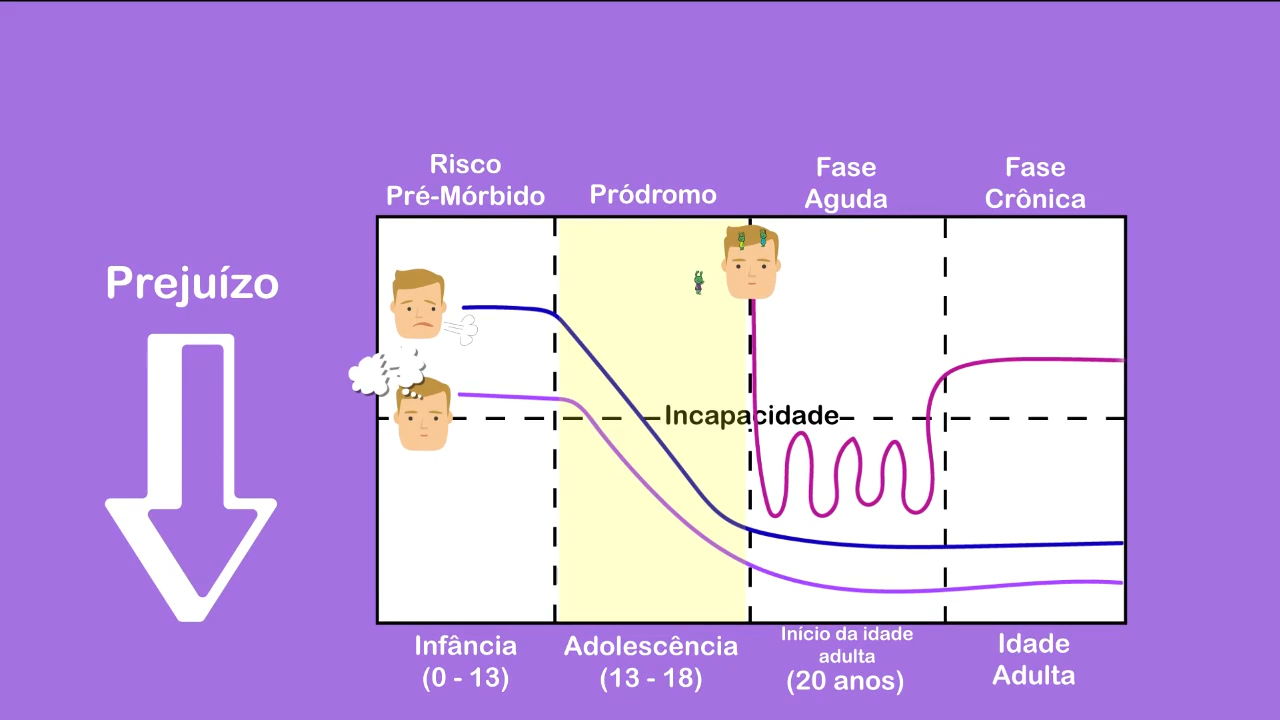 Risco
Pré-Mórbido
Pródromo
Fase
Aguda
Fase
Crônica
Prejuízo
Incapacidade
Infância
(0 - 13)
Adolescência
(13 - 18)
Início da idade
adulta
(20 anos)
Idade
Adulta